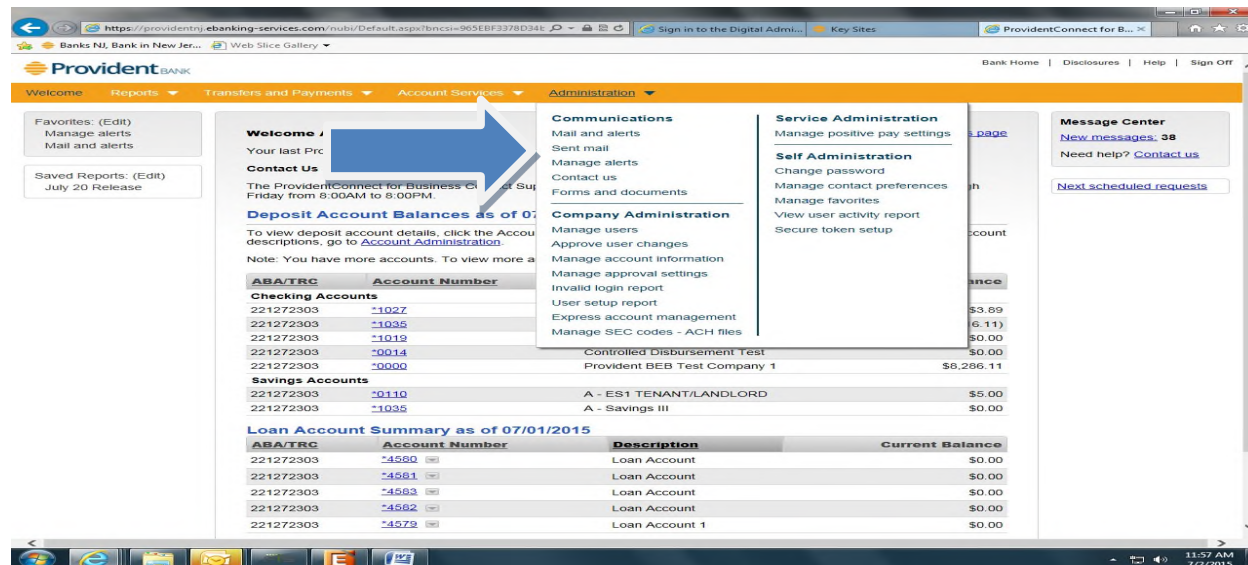 https://providentnj.ebanking-services.com/nubi/Default.aspx?bncsi=965EBF3378D34E
Sign in to the Digital Admi...
Key Sites
ProvidentConnect for B...
Banks NJ, Bank in New Jer...
Web Slice Gallery
Provident BANK
Bank Home | Disclosures | Help | Sign Off
Welcome Reports Transfers and Payments Account Services Administration
Favorites: (Edit)
Manage alerts
Mail and alerts
Saved Reports: (Edit)
July 20 Release
Welcome
Your last
page
Contact Us
The ProvidentConnect for Business
Friday from 8:00AM to 8:00PM.
Deposit Account Balances as of
To view deposit account details, click the
descriptions, go to Account Administration.
Note: You have more accounts. To view more
Communications
Mail and alerts
Sent mail
Manage alerts
Contact us
Forms and documents
Company Administration
Manage users
Approve user changes
Manage account information
Manage approval settings
Invalid login report
User setup report
Express account management
Manage SEC codes - ACH files
Service Administration
Manage positive pay settings
Self Administration
Change password
Manage contact preferences
Manage favorites
View user activity report
Secure token setup
Message Center
New messages: 38
Need help? Contact us
Next scheduled requests
ABA/TRC Account Number
Checking Accounts
221272303 *1027 $3.89
221272303 *1035 6.11)
221272303 *1019 $0.00
221272303 *0014 Controlled Disbursement Test $0.00
221272303 *0000 Provident BEB Test Company 1 $8,286.11
Savings Accounts
221272303 *0110 A - ES1 TENANT/LANDLORD $5.00
221272303 *1035 A - Savings III $0.00
Loan Account Summary as of 07/01/2015
ABA/TRC Account Number Description Current Balance
221272303 *4580 Loan Account $0.00
221272303 *4581 Loan Account $0.00
221272303 *4583 Loan Account $0.00
221272303 *4582 Loan Account $0.00
221272303 *4579 Loan Account 1 $0.00
11:57 AM
7/2/2015